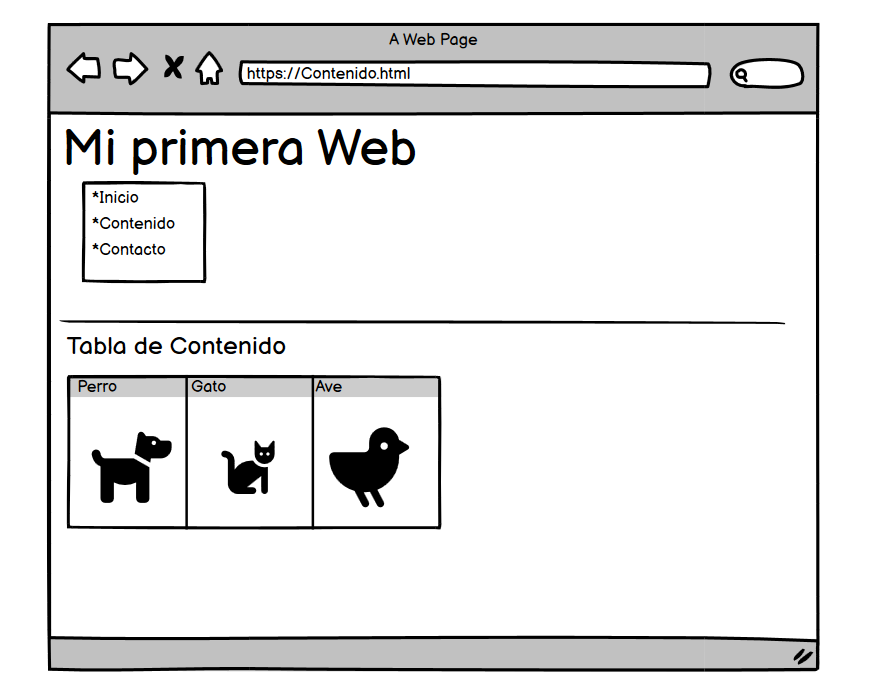 A Web Page
https://Contenido.html
Mi primera Web
*Inicio
*Contenido
*Contacto
Tabla de Contenido
Perro Gato Ave